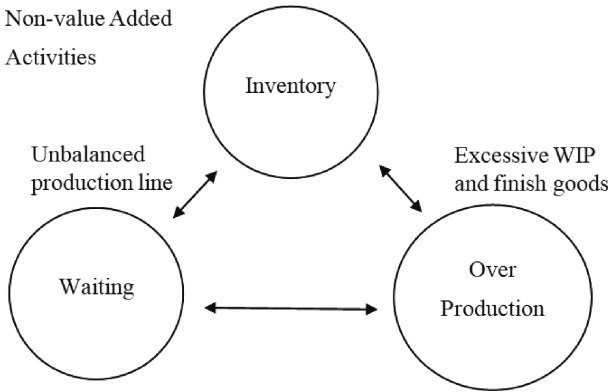 Non-value Added
Activities
Inventory
Unbalanced
production line
Excessive WIP
and finish goods
Waiting
Over
Production